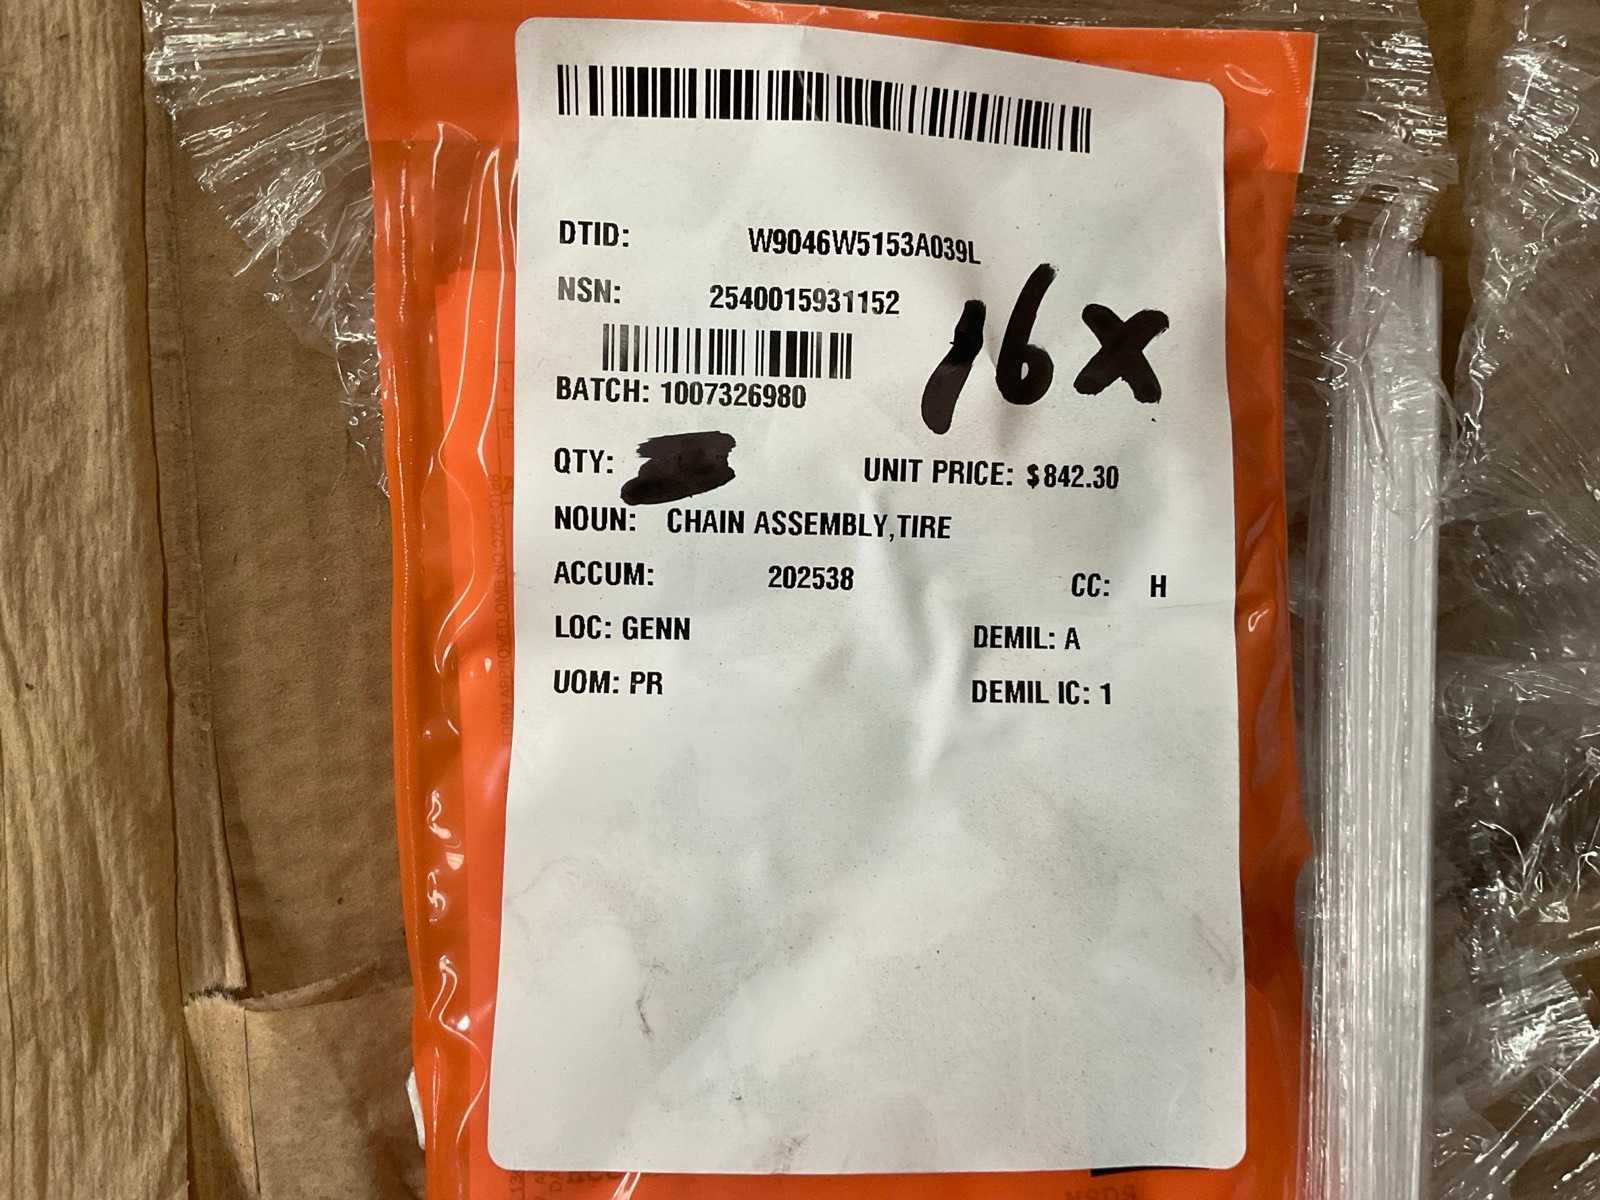 DTID: W9046W5153A039L
NSN: 2540015931152
16x
BATCH: 1007326980
QTY: UNIT PRICE: $842.30
NOUN: CHAIN ASSEMBLY,TIRE
ACCUM: 202538 CC: H
LOC: GENN DEMIL: A
UOM: PR DEMIL IC: 1